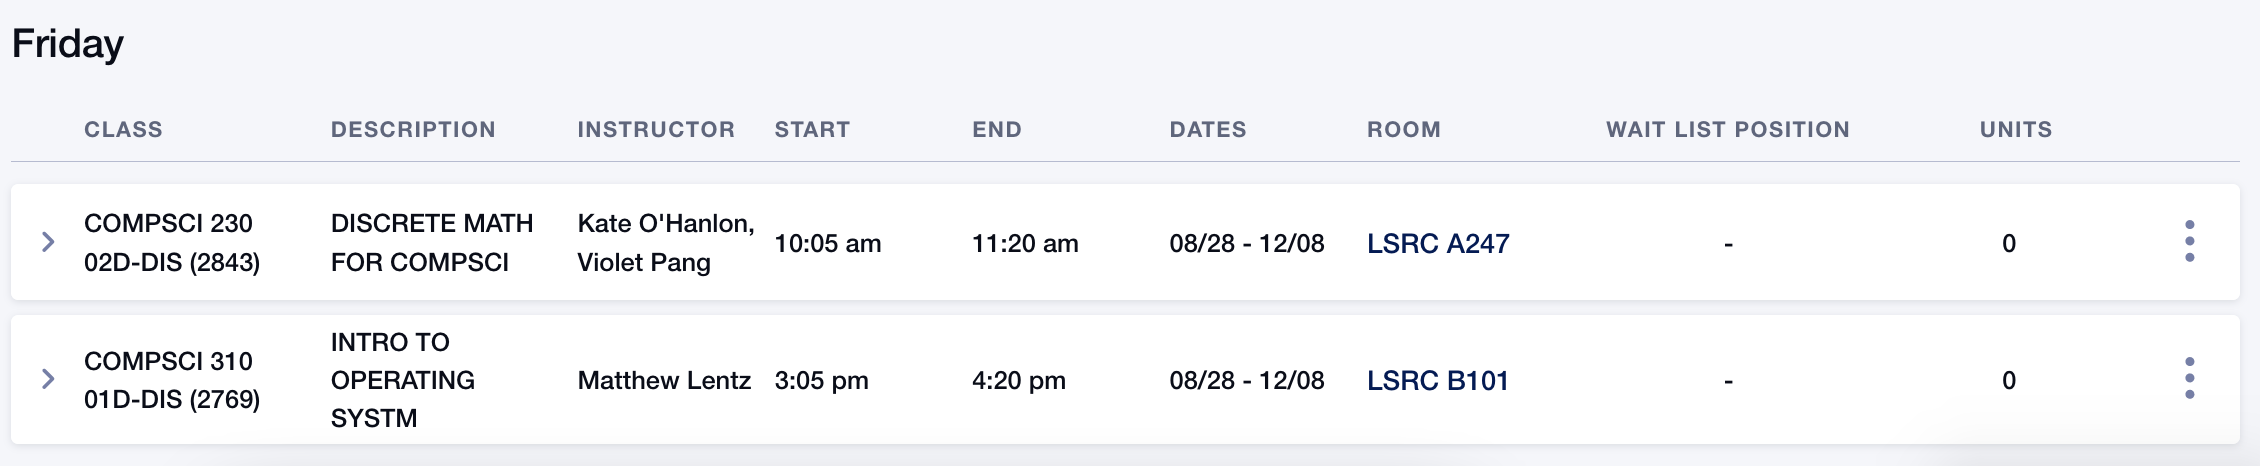 Friday
CLASS DESCRIPTION INSTRUCTOR START END DATES ROOM WAIT LIST POSITION UNITS
COMPSCI 230
02D-DIS (2843)
DISCRETE MATH
FOR COMPSCI
Kate O'Hanlon,
Violet Pang
10:05 am
11:20 am
08/28 - 12/08
LSRC A247
-
0
COMPSCI 310
01D-DIS (2769)
INTRO TO
OPERATING
SYSTM
Matthew Lentz
3:05 pm
4:20 pm
08/28 - 12/08
LSRC B101
-
0